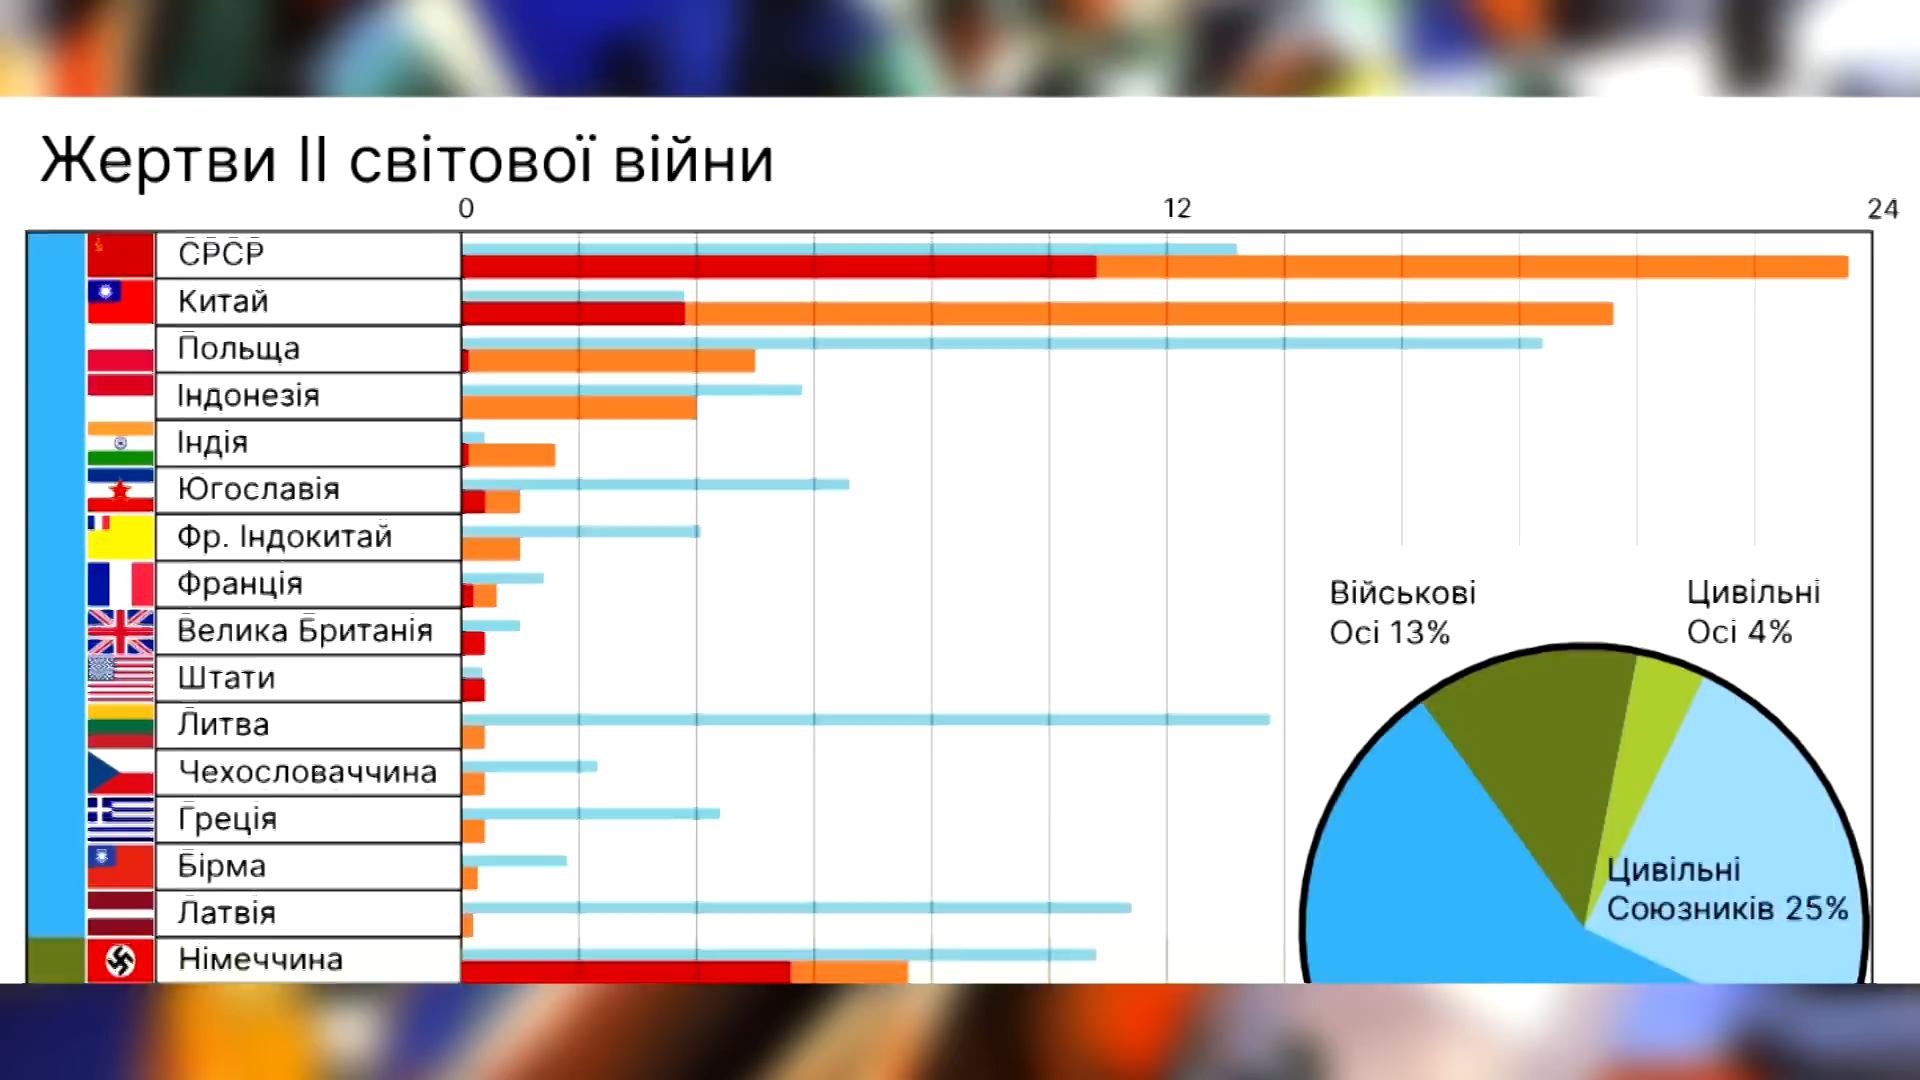 Жертви II світової війни
0 12 24
СРСР
Китай
Польща
Індонезія
Індія
Югославія
Фр. Індокитай
Франція
Велика Британія
Штати
Литва
Чехословаччина
Греція
Бірма
Латвія
Німеччина
Військові
Осі 13%
Цивільні
Осі 4%
Цивільні
Союзників 25%